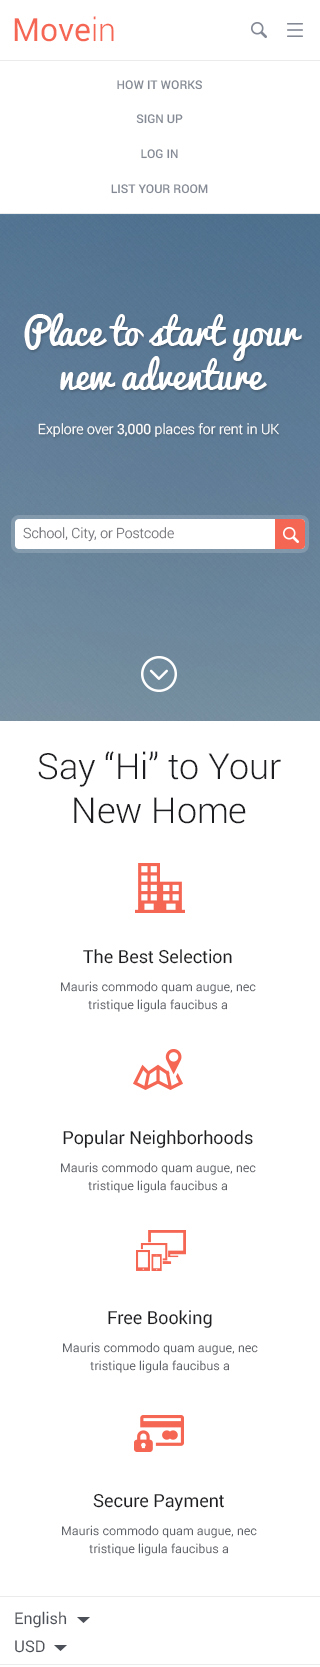 Movein
HOW IT WORKS
SIGN UP
LOG IN
LIST YOUR ROOM
Place to start your
new adventure
Explore over 3,000 places for rent in UK
School, City, or Postcode
Say “Hi” to Your
New Home
The Best Selection
Mauris commodo quam augue, nec
tristique ligula faucibus a
Popular Neighborhoods
Mauris commodo quam augue, nec
tristique ligula faucibus a
Free Booking
Mauris commodo quam augue, nec
tristique ligula faucibus a
Secure Payment
Mauris commodo quam augue, nec
tristique ligula faucibus a
English
USD